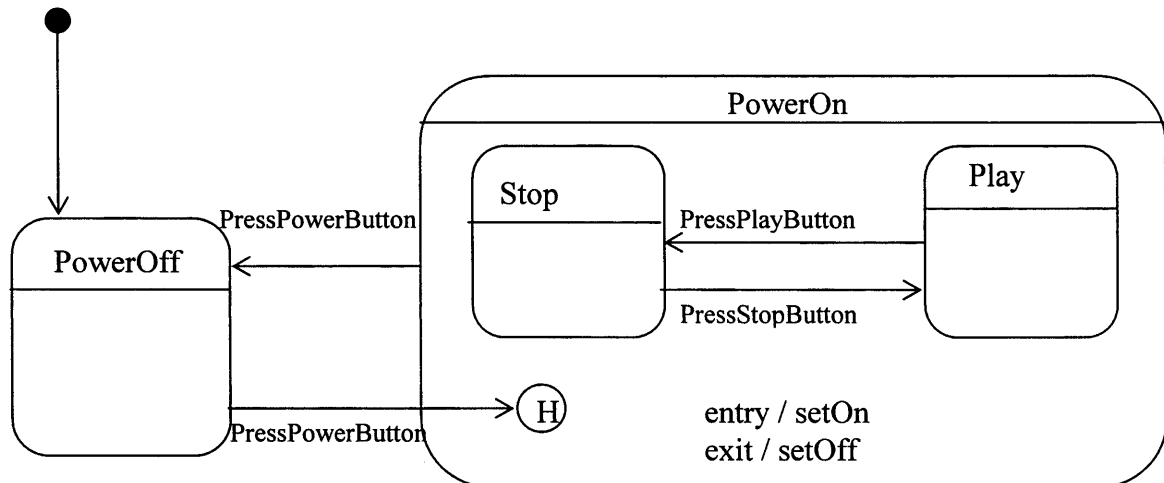 PowerOn
Stop
Play
PressPowerButton
PressPlayButton
PowerOff
PressStopButton
H
PressPowerButton
entry / setOn
exit / setOff